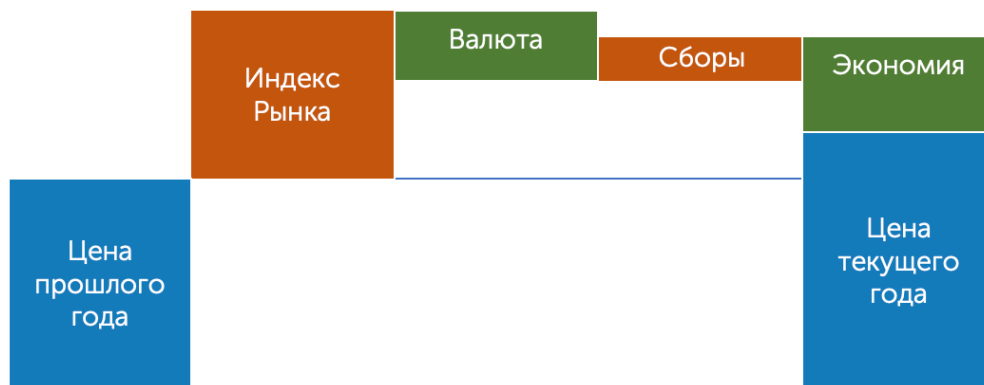 Валюта
Сборы
Экономия
Индекс
Рынка
Цена
прошлого
года
Цена
текущего
года